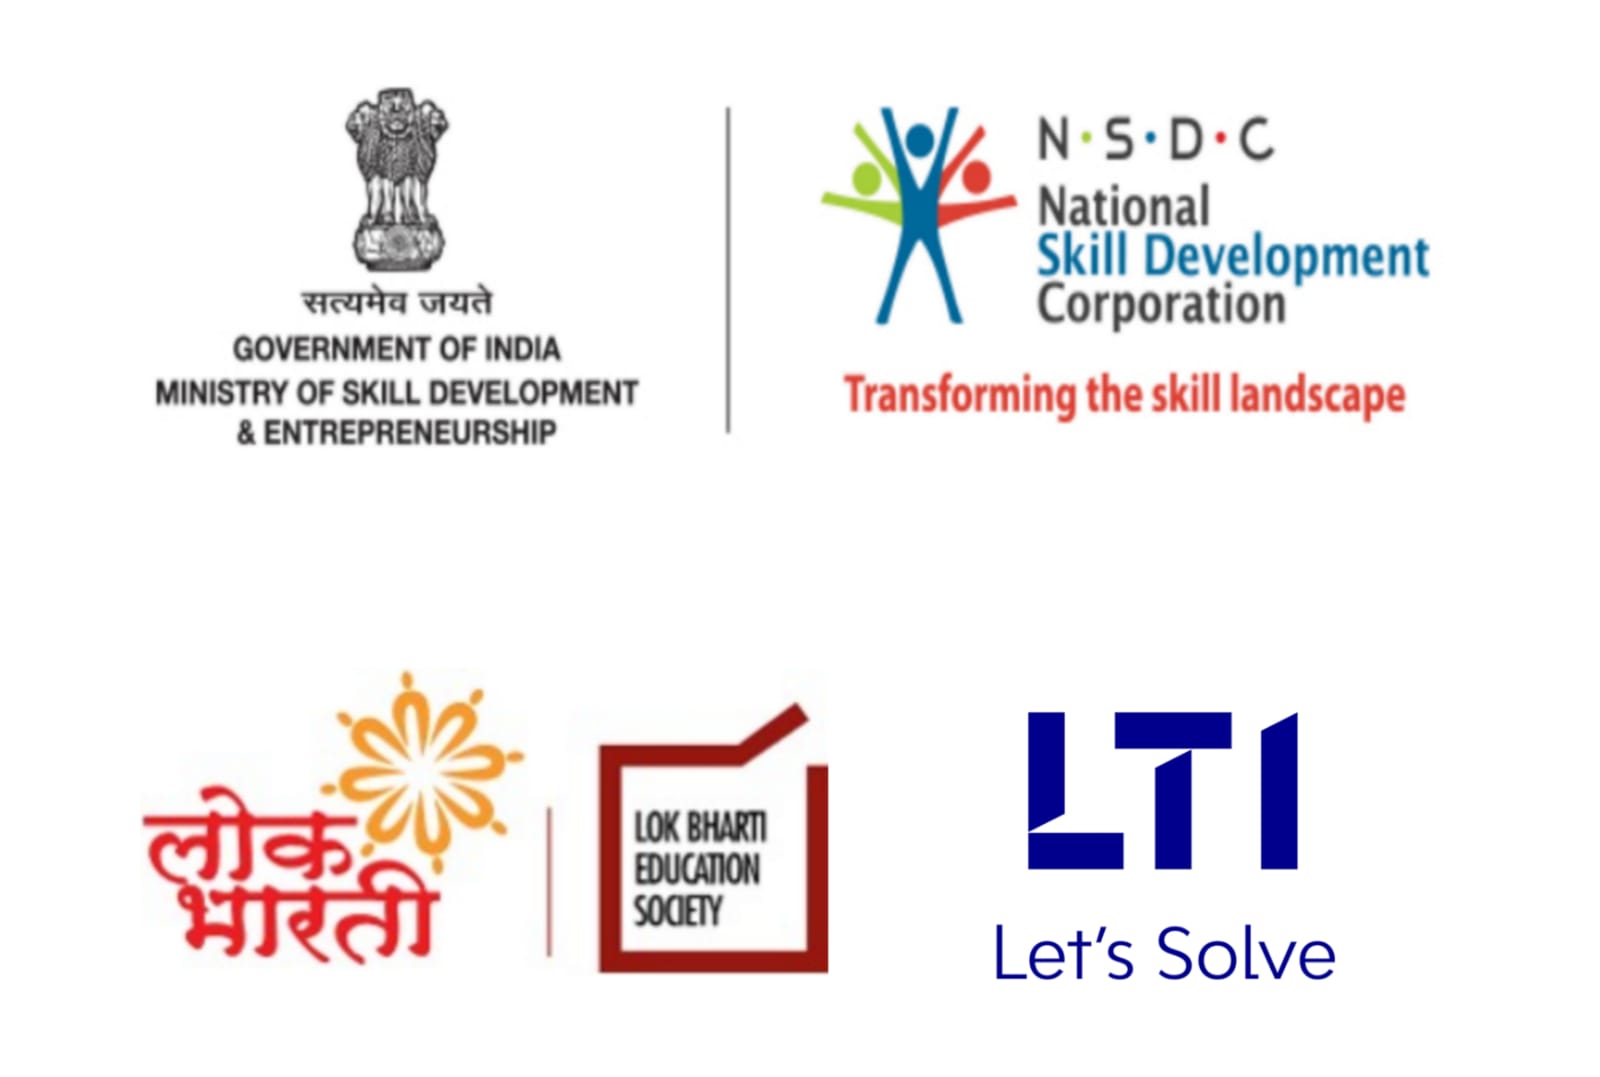 सत्यमेव जयते
GOVERNMENT OF INDIA
MINISTRY OF SKILL DEVELOPMENT
& ENTREPRENEURSHIP
N·S·D·C
National
Skill Development
Corporation
Transforming the skill landscape
लोक
भारती
LOK BHARTI
EDUCATION
SOCIETY
LTI
Let's Solve